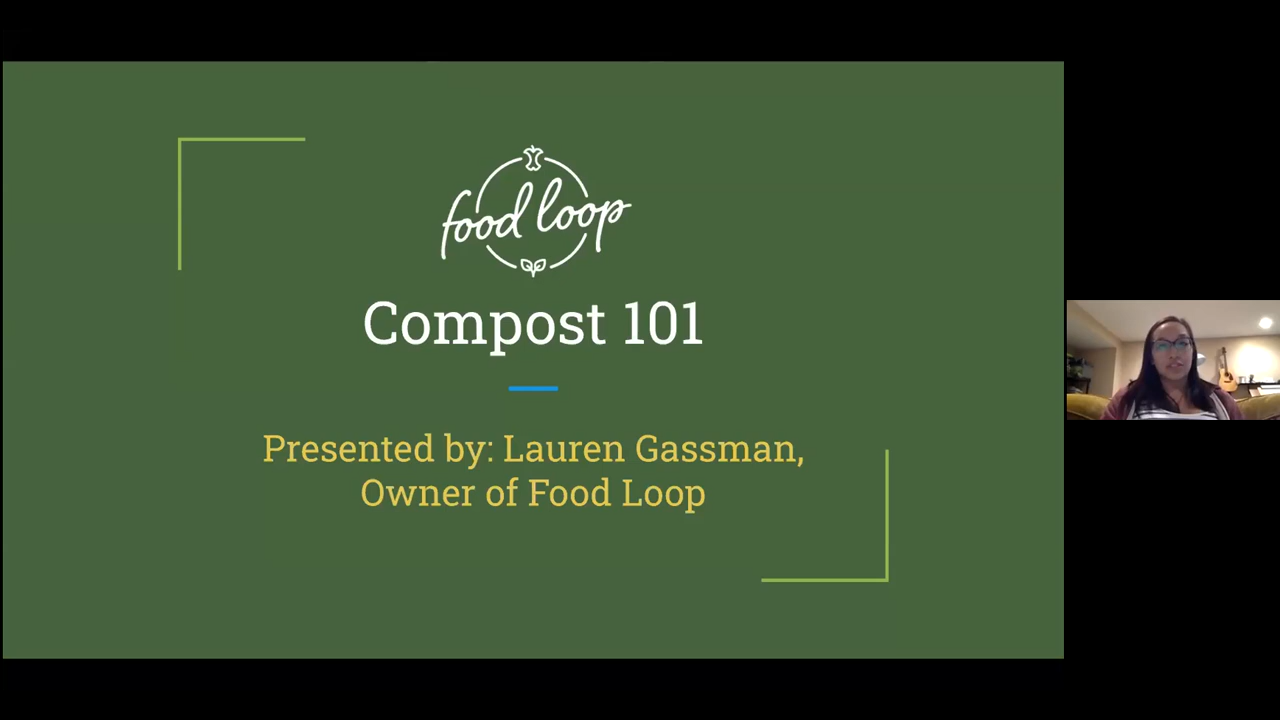 food loop
Compost 101
Presented by: Lauren Gassman,
Owner of Food Loop